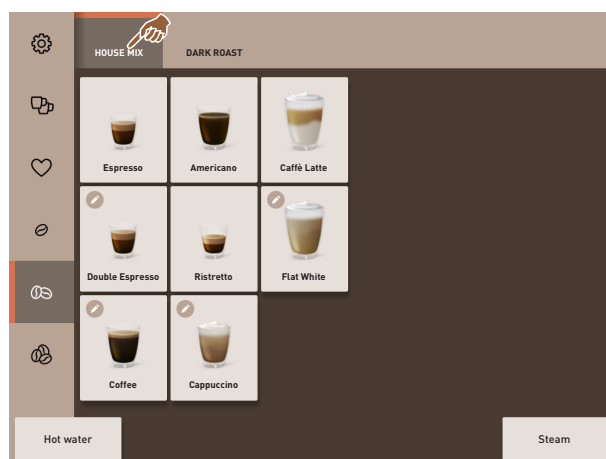 HOUSE MIX
DARK ROAST
Espresso
Americano
Caffè Latte
Double Espresso
Ristretto
Flat White
Coffee
Cappuccino
Hot water
Steam